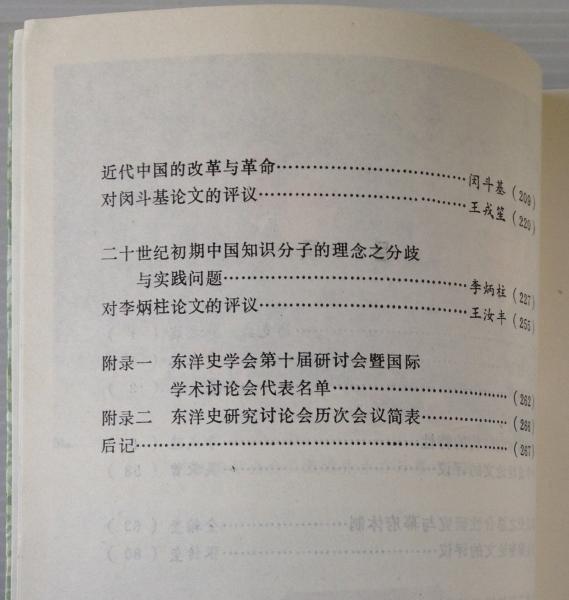 近代中国的改革与革命……………………………闵斗基(209)
对闵斗基论文的评议……………………………王戎笙(220)
二十世纪初期中国知识分子的理念之分歧
与实践问题……………………………李炳柱(227)
对李炳柱论文的评议……………………………王汝丰(255)
附录一 东洋史学会第十届研讨会暨国际
学术讨论会代表名单……………………………(262)
附录二 东洋史研究讨论会历次会议简表……………(266)
后记……………………………(267)